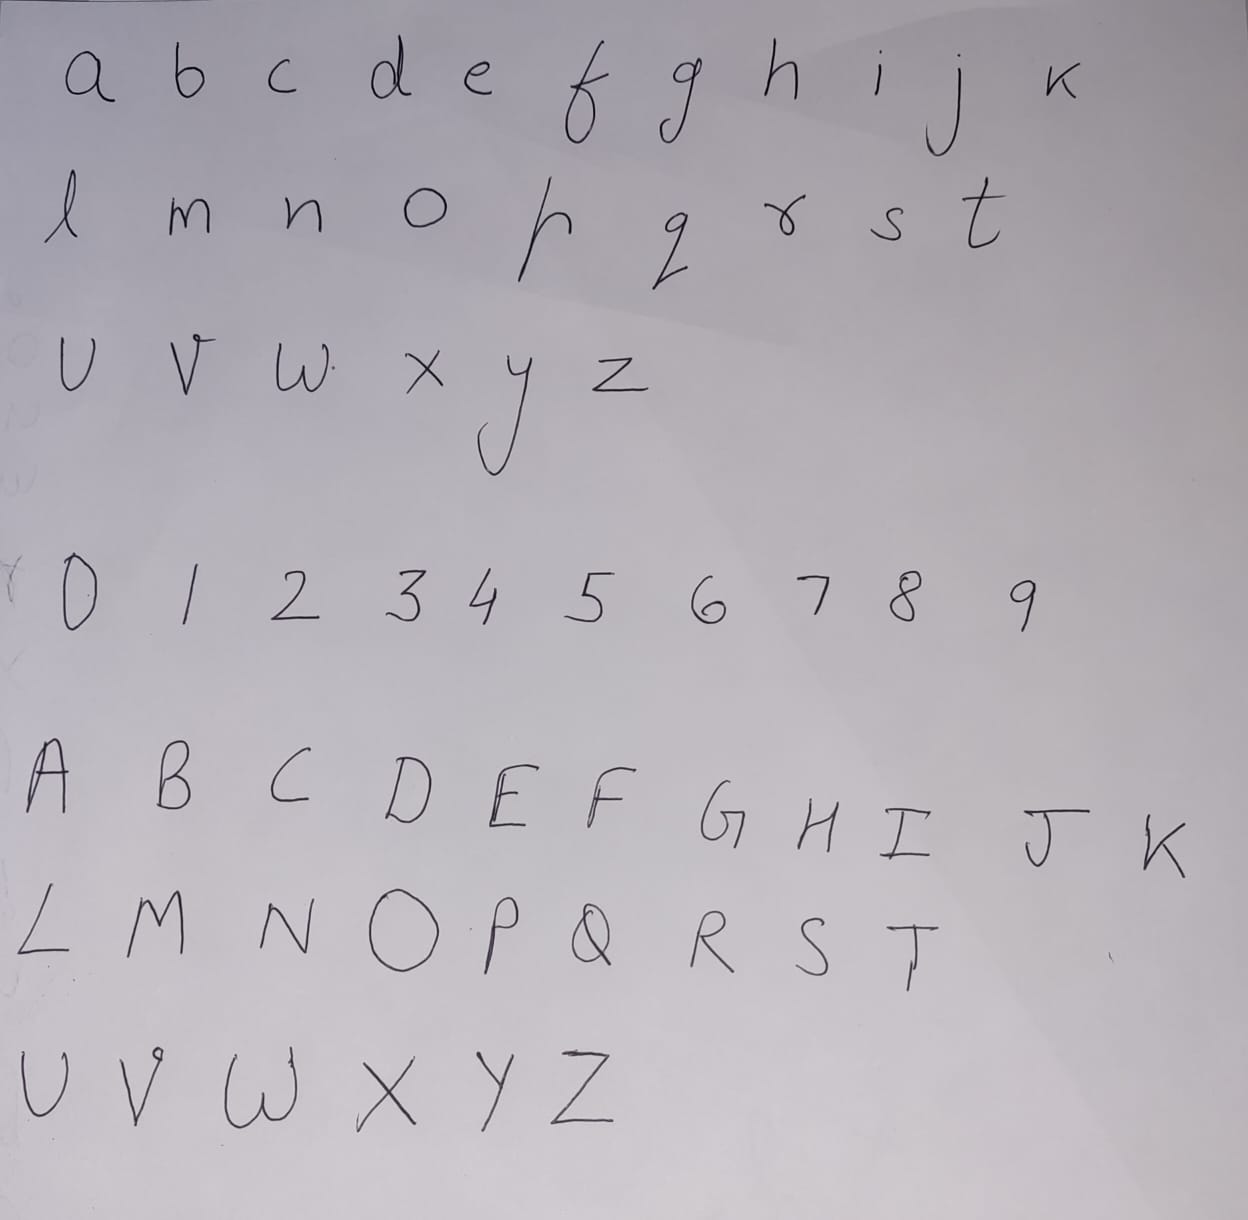 a b c d e f g h i j k
l m n o p q r s t
u v w x y z
0 1 2 3 4 5 6 7 8 9
A B C D E F G H I J K
L M N O P Q R S T
U V W X Y Z